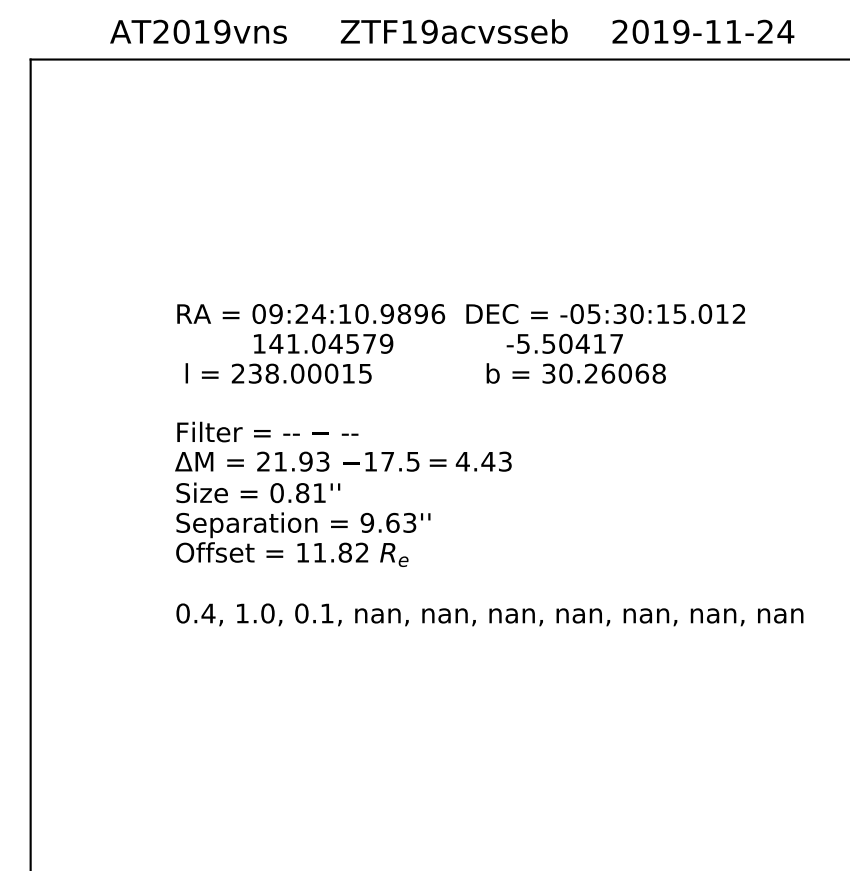 AT2019vns ZTF19acvsseb 2019-11-24
RA = 09:24:10.9896 DEC = -05:30:15.012
141.04579 -5.50417
l = 238.00015 b = 30.26068
Filter = -- − --
ΔM = 21.93 −17.5 = 4.43
Size = 0.81''
Separation = 9.63''
Offset = 11.82 Rₑ
0.4, 1.0, 0.1, nan, nan, nan, nan, nan, nan, nan